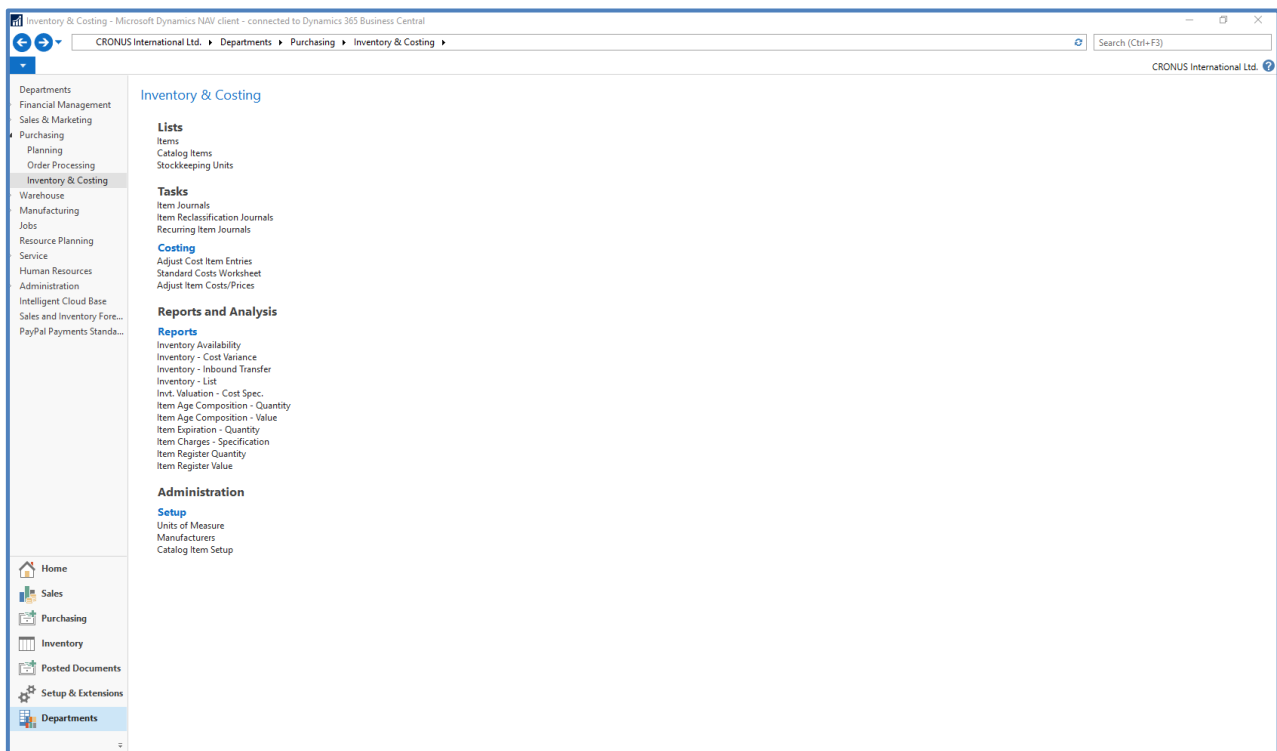 Inventory & Costing - Microsoft Dynamics NAV client - connected to Dynamics 365 Business Central
CRONUS International Ltd. Departments Purchasing Inventory & Costing
Search (Ctrl+F3)
CRONUS International Ltd.
Departments
Financial Management
Sales & Marketing
Purchasing
Planning
Order Processing
Inventory & Costing
Warehouse
Manufacturing
Jobs
Resource Planning
Service
Human Resources
Administration
Intelligent Cloud Base
Sales and Inventory Fore...
PayPal Payments Standa...
Home
Sales
Purchasing
Inventory
Posted Documents
Setup & Extensions
Departments
Inventory & Costing
Lists
Items
Catalog Items
Stockkeeping Units
Tasks
Item Journals
Item Reclassification Journals
Recurring Item Journals
Costing
Adjust Cost Item Entries
Standard Costs Worksheet
Adjust Item Costs/Prices
Reports and Analysis
Reports
Inventory Availability
Inventory - Cost Variance
Inventory - Inbound Transfer
Inventory - List
Invt. Valuation - Cost Spec.
Item Age Composition - Quantity
Item Age Composition - Value
Item Expiration - Quantity
Item Charges - Specification
Item Register Quantity
Item Register Value
Administration
Setup
Units of Measure
Manufacturers
Catalog Item Setup